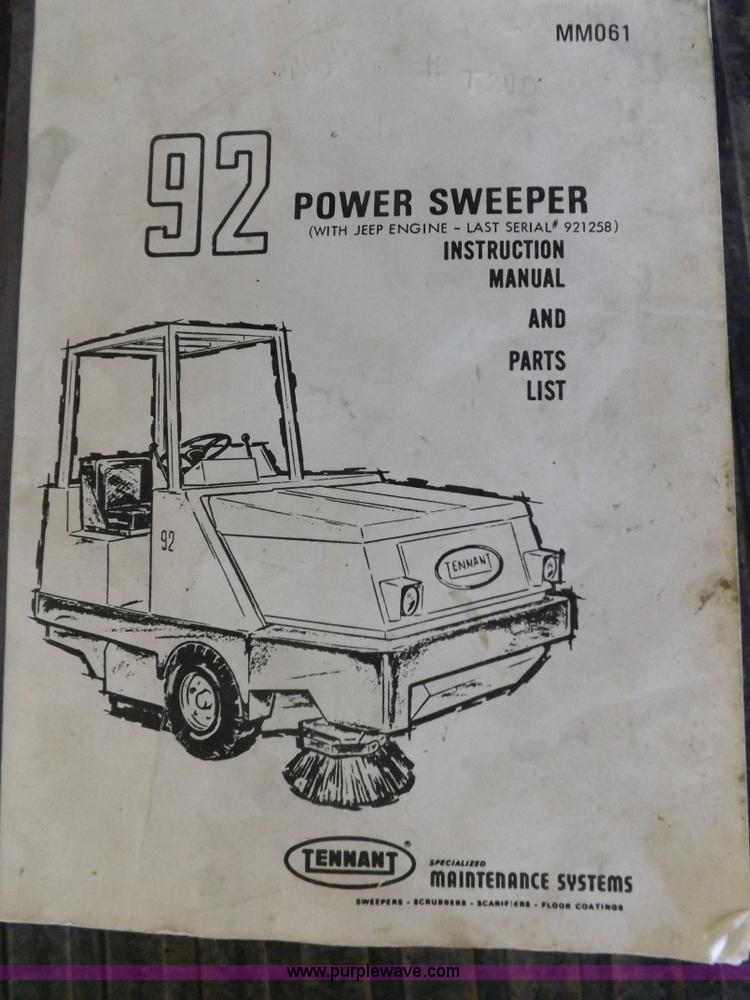 MM061
92
POWER SWEEPER
(WITH JEEP ENGINE - LAST SERIAL# 921258)
INSTRUCTION
MANUAL
AND
PARTS
LIST
92
TENNANT
TENNANT®
SPECIALIZED
MAINTENANCE SYSTEMS
SWEEPERS • SCRUBBERS • SCARIFIERS • FLOOR COATINGS
www.purplewave.com